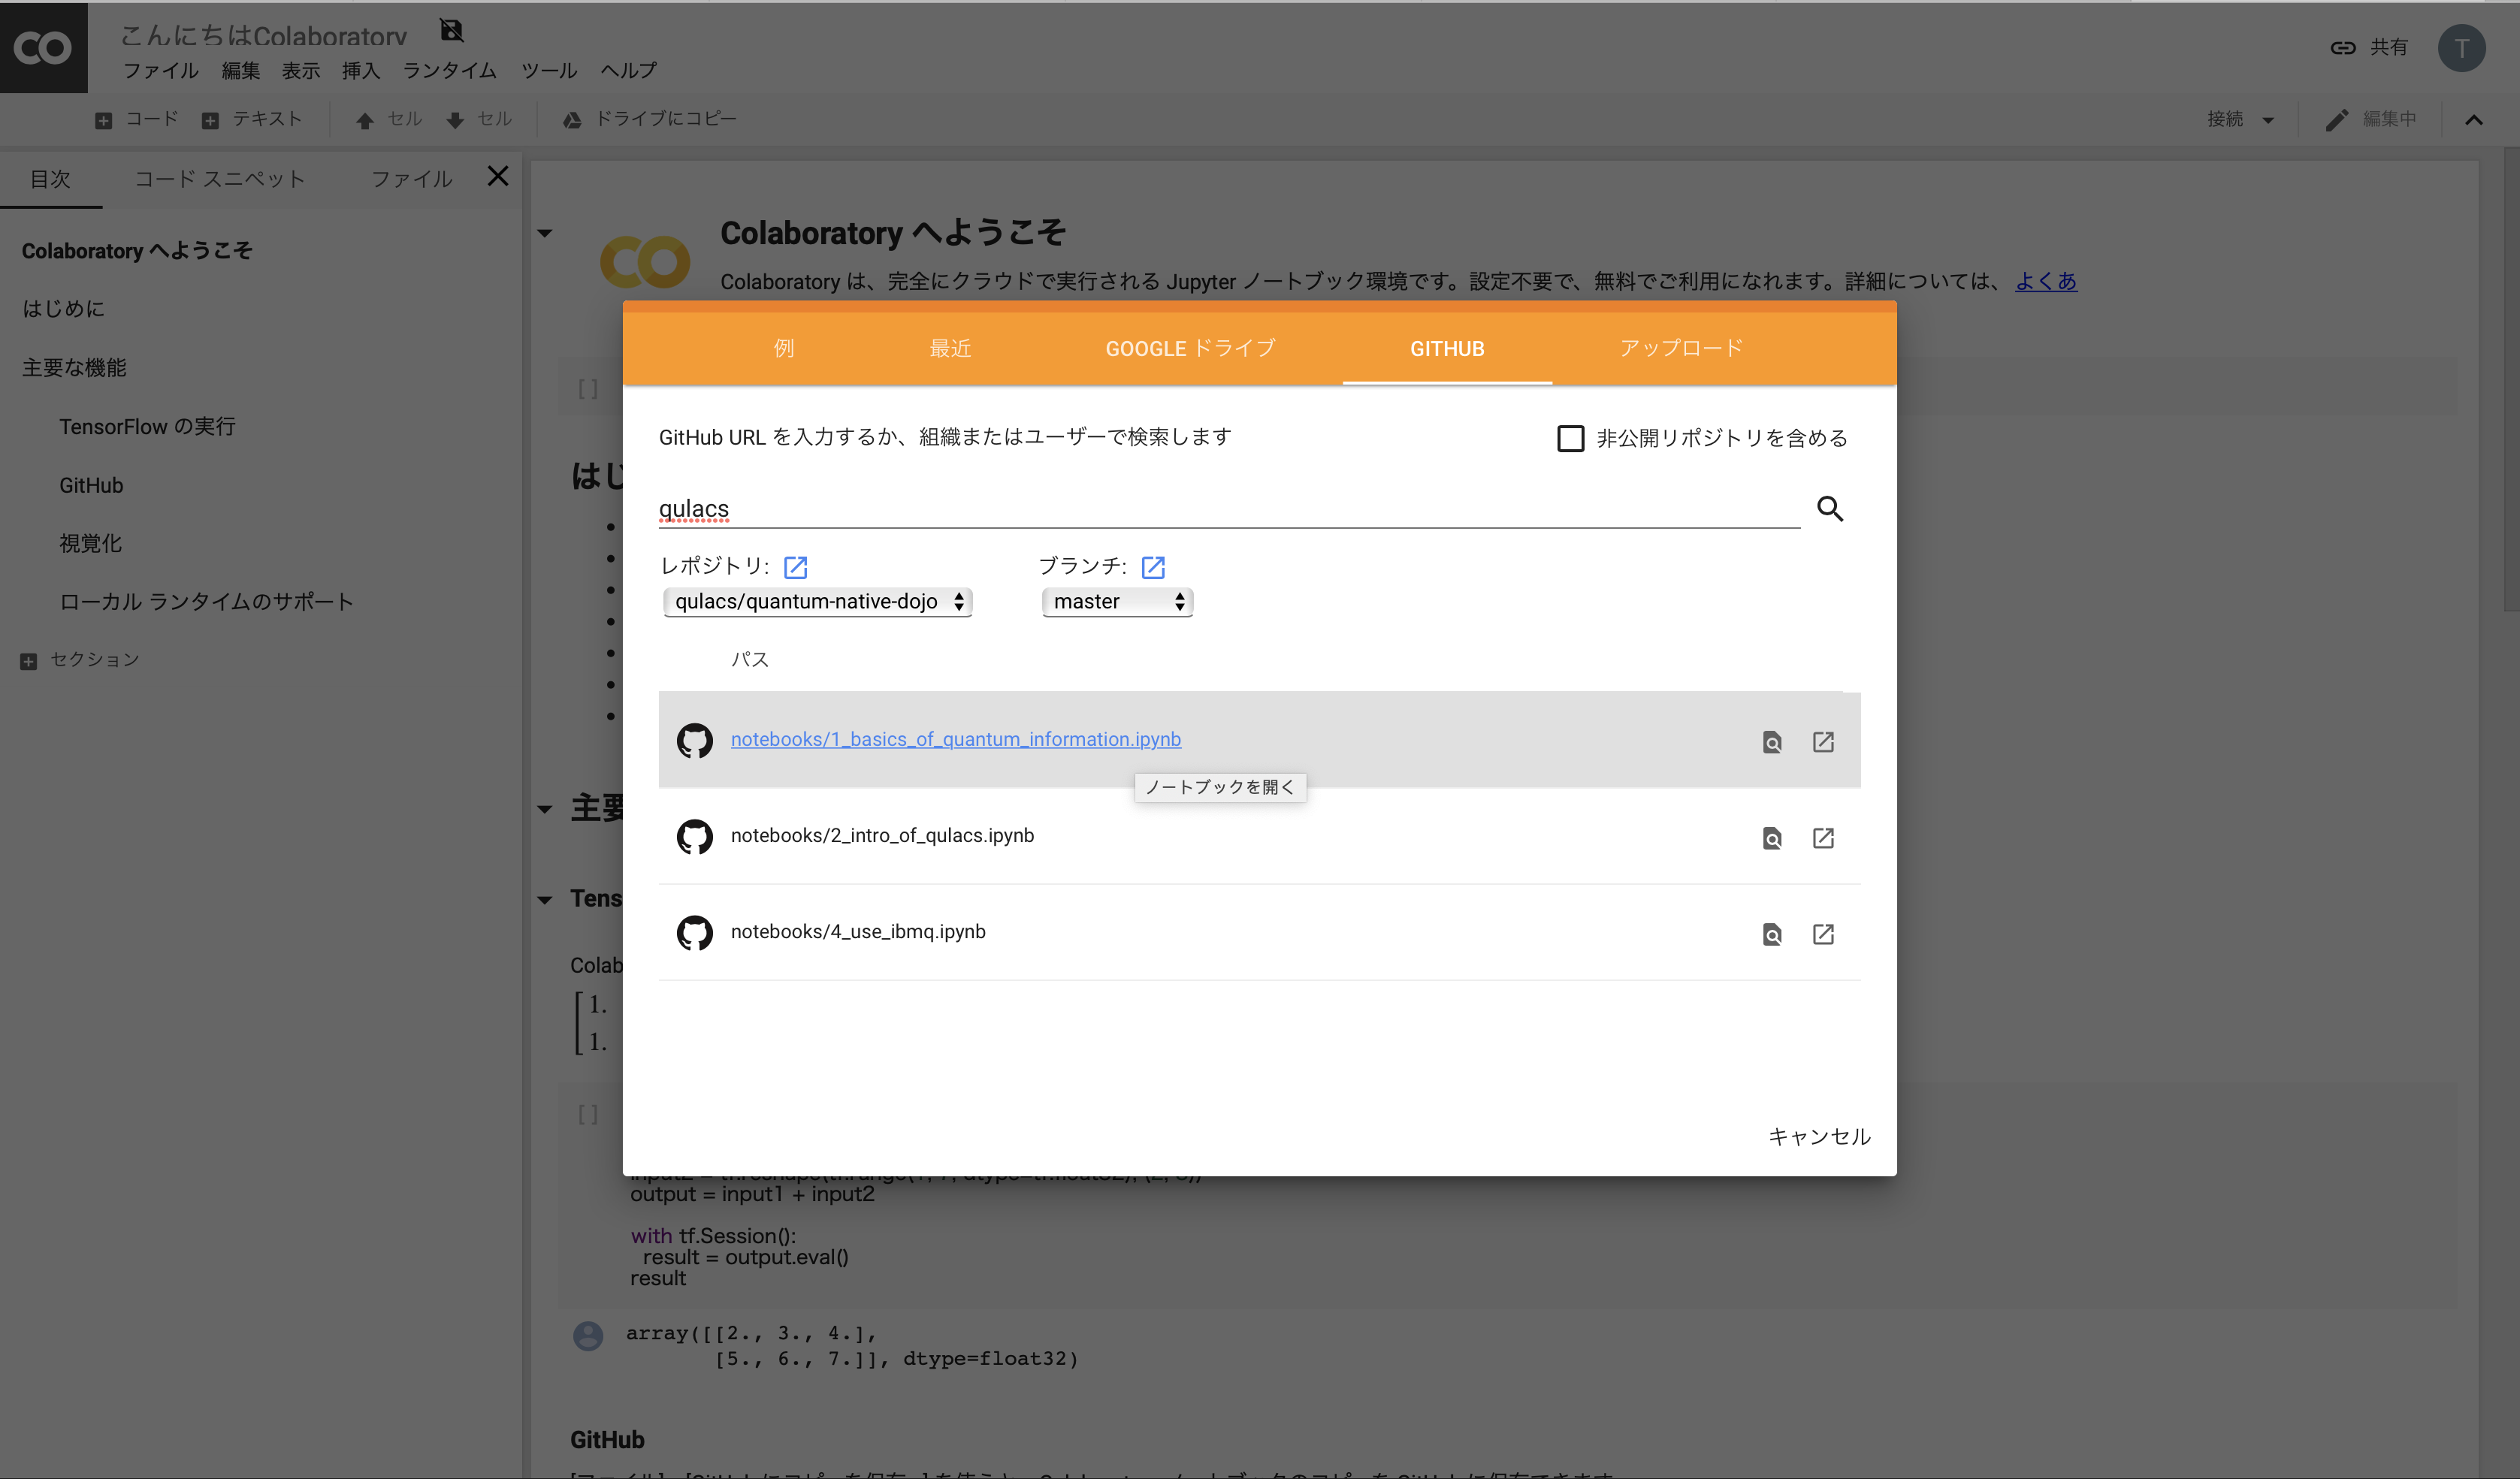 こんにちはColaboratory
ファイル 編集 表示 挿入 ランタイム ツール ヘルプ
共有
T
コード テキスト セル セル ドライブにコピー
接続 編集中
目次 コード スニペット ファイル
Colaboratory へようこそ
はじめに
主要な機能
TensorFlow の実行
GitHub
視覚化
ローカル ランタイムのサポート
セクション
Colaboratory へようこそ
Colaboratory は、完全にクラウドで実行される Jupyter ノートブック環境です。設定不要で、無料でご利用になれます。詳細については、 よくあ
[ ]
はじ
主要
Tens
Colab
1.
1.
例 最近 GOOGLE ドライブ GITHUB アップロード
GitHub URL を入力するか、組織またはユーザーで検索します
非公開リポジトリを含める
qulacs
レポジトリ: ブランチ:
qulacs/quantum-native-dojo master
パス
notebooks/1_basics_of_quantum_information.ipynb
ノートブックを開く
notebooks/2_intro_of_qulacs.ipynb
notebooks/4_use_ibmq.ipynb
キャンセル
[ ]
output = input1 + input2
with tf.Session():
result = output.eval()
result
array([[2., 3., 4.],
[5., 6., 7.]], dtype=float32)
GitHub